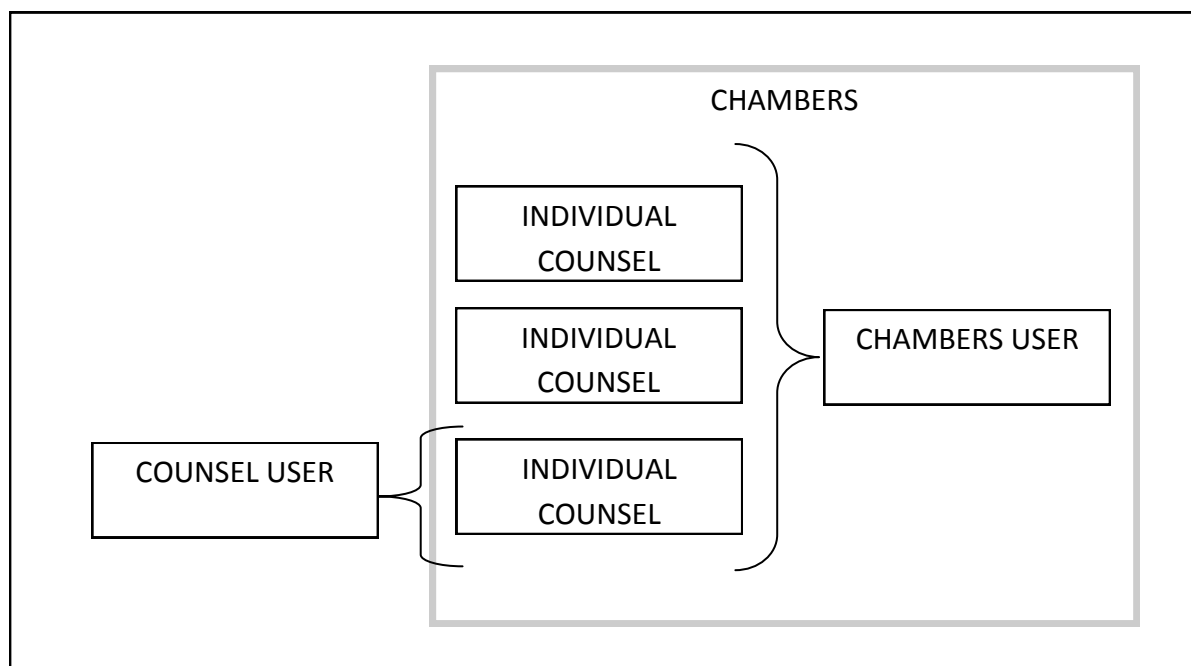 CHAMBERS
INDIVIDUAL
COUNSEL
INDIVIDUAL
COUNSEL
CHAMBERS USER
INDIVIDUAL
COUNSEL
COUNSEL USER